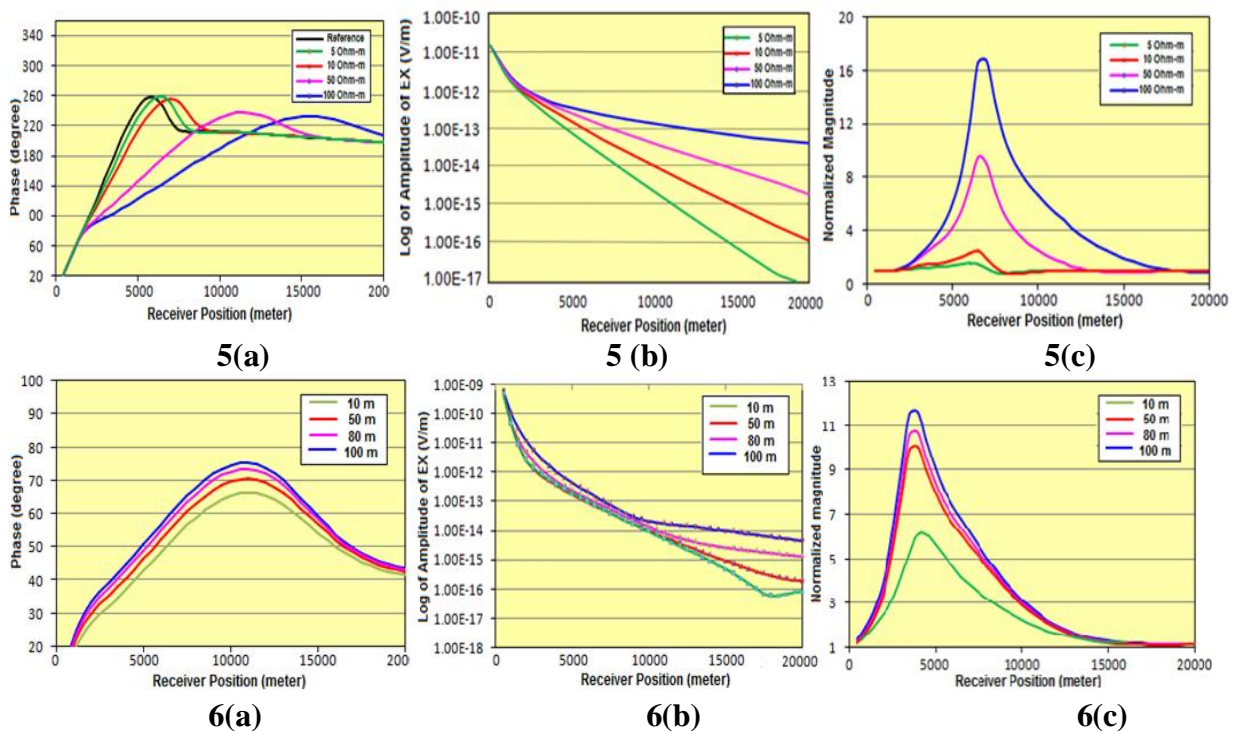 340
300
260
220
180
140
00
60
20
Phase (degree)
Reference
5 Ohm-m
10 Ohm-m
50 Ohm-m
100 Ohm-m
0 5000 10000 15000 200
Receiver Position (meter)
5(a)
1.00E-10
1.00E-11
1.00E-12
1.00E-13
1.00E-14
1.00E-15
1.00E-16
1.00E-17
Log of Amplitude of EX (V/m)
5 Ohm-m
10 Ohm-m
50 Ohm-m
100 Ohm-m
0 5000 10000 15000 20000
Receiver Position (meter)
5 (b)
20
16
12
8
4
0
Normalized Magnitude
5 Ohm-m
10 Ohm-m
50 Ohm-m
100 Ohm-m
0 5000 10000 15000 20000
Receiver Position (meter)
5(c)
100
90
80
70
60
50
40
30
20
Phase (degree)
10 m
50 m
80 m
100 m
0 5000 10000 15000 200
Receiver Position (meter)
6(a)
1.00E-09
1.00E-10
1.00E-11
1.00E-12
1.00E-13
1.00E-14
1.00E-15
1.00E-16
1.00E-17
1.00E-18
Log of Amplitude of EX (V/m)
10 m
50 m
80 m
100 m
0 5000 10000 15000 20000
Receiver Position (meter)
6(b)
13
11
9
7
5
3
1
Normalized magnitude
10 m
50 m
80 m
100 m
0 5000 10000 15000 20000
Receiver Position (meter)
6(c)